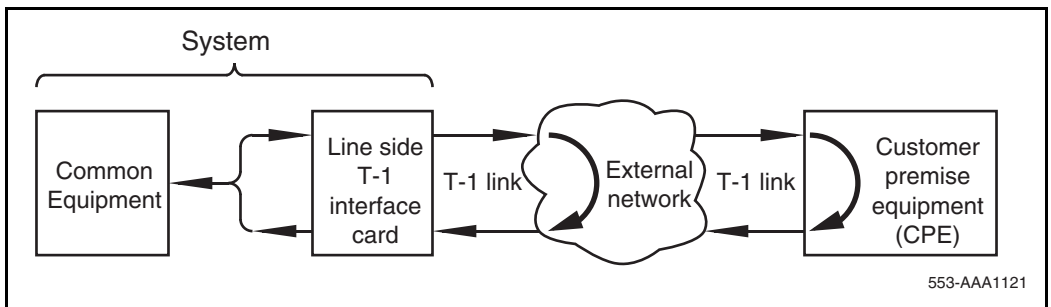 System
Common
Equipment
Line side
T-1
interface
card
T-1 link
External
network
T-1 link
Customer
premise
equipment
(CPE)
553-AAA1121